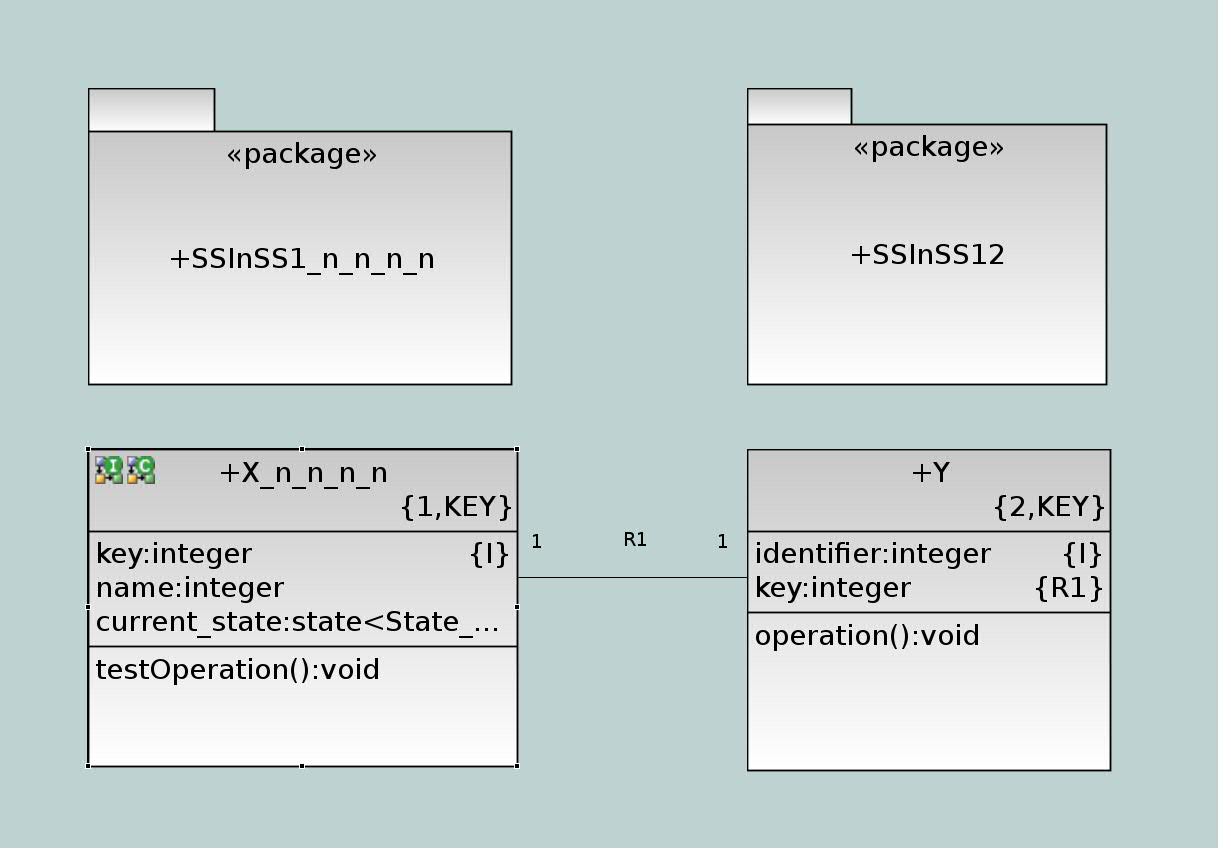 «package»
+SSInSS1_n_n_n_n
«package»
+SSInSS12
I C
+X_n_n_n_n
{1,KEY}
key:integer {I}
name:integer
current_state:state<State_...
testOperation():void
1 R1 1
+Y
{2,KEY}
identifier:integer {I}
key:integer {R1}
operation():void